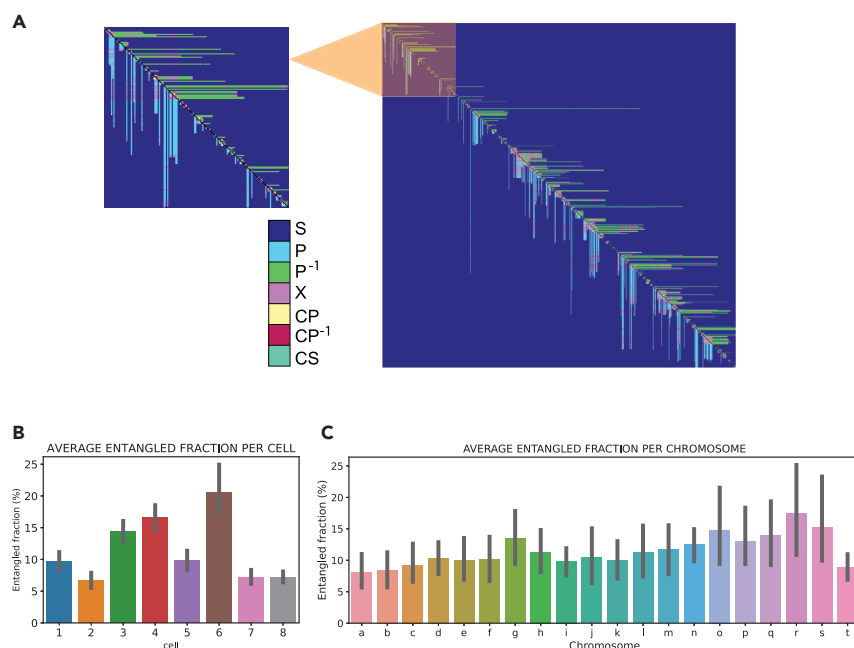 A
S
P
P⁻¹
X
CP
CP⁻¹
CS
B
AVERAGE ENTANGLED FRACTION PER CELL
Entangled fraction (%)
25
20
15
10
5
0
1 2 3 4 5 6 7 8
cell
C
AVERAGE ENTANGLED FRACTION PER CHROMOSOME
Entangled fraction (%)
25
20
15
10
5
0
a b c d e f g h i j k l m n o p q r s t
Chromosome